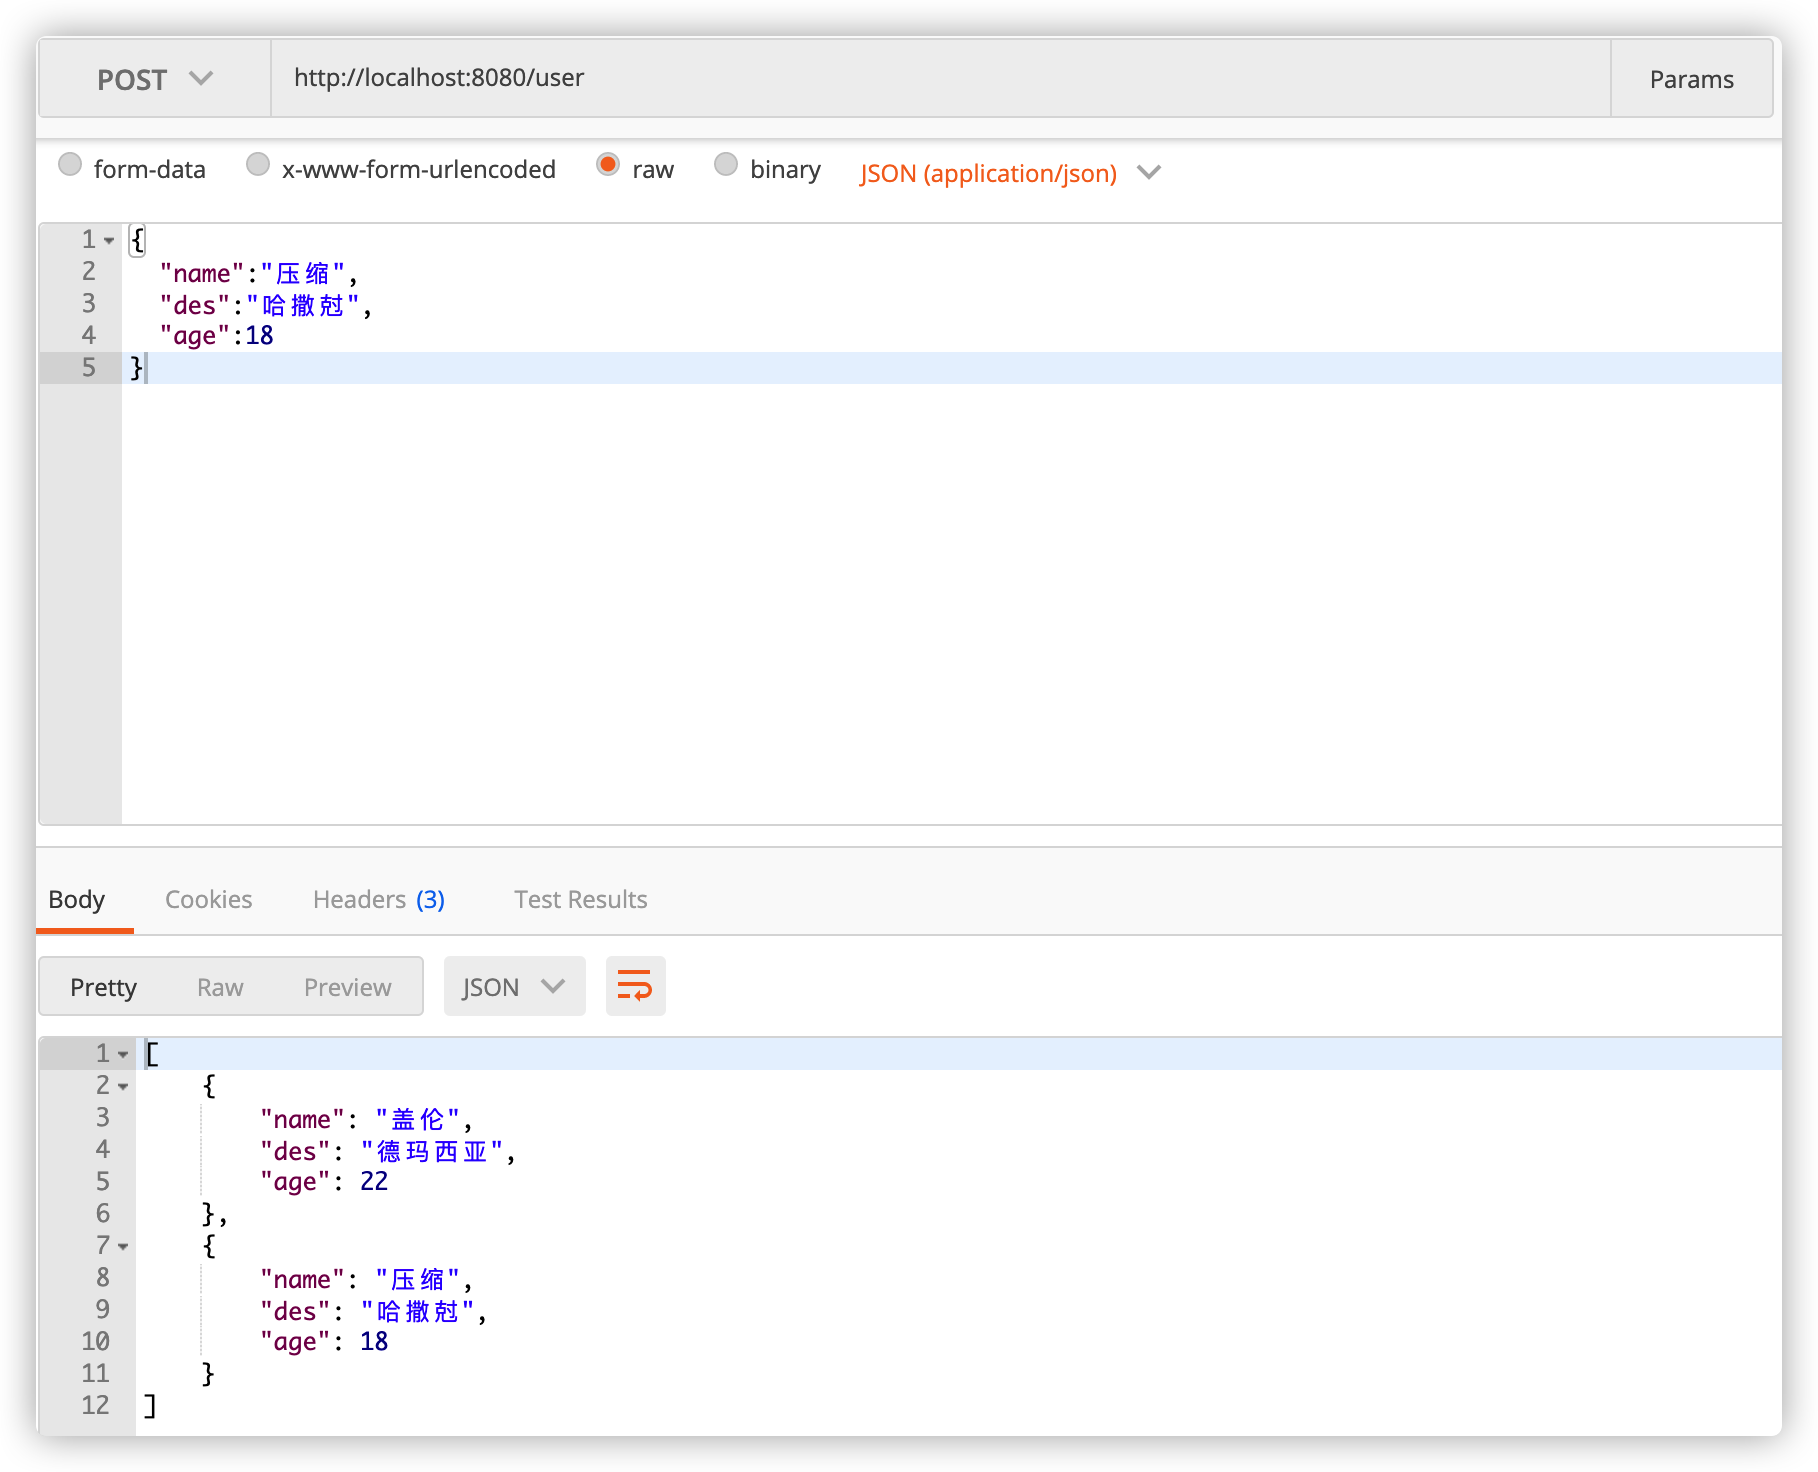 POST http://localhost:8080/user Params
form-data x-www-form-urlencoded raw binary JSON (application/json)
1 {
2 "name":"压缩",
3 "des":"哈撒尅",
4 "age":18
5 }
Body Cookies Headers (3) Test Results
Pretty Raw Preview JSON
1 [
2 {
3 "name": "盖伦",
4 "des": "德玛西亚",
5 "age": 22
6 },
7 {
8 "name": "压缩",
9 "des": "哈撒尅",
10 "age": 18
11 }
12 ]